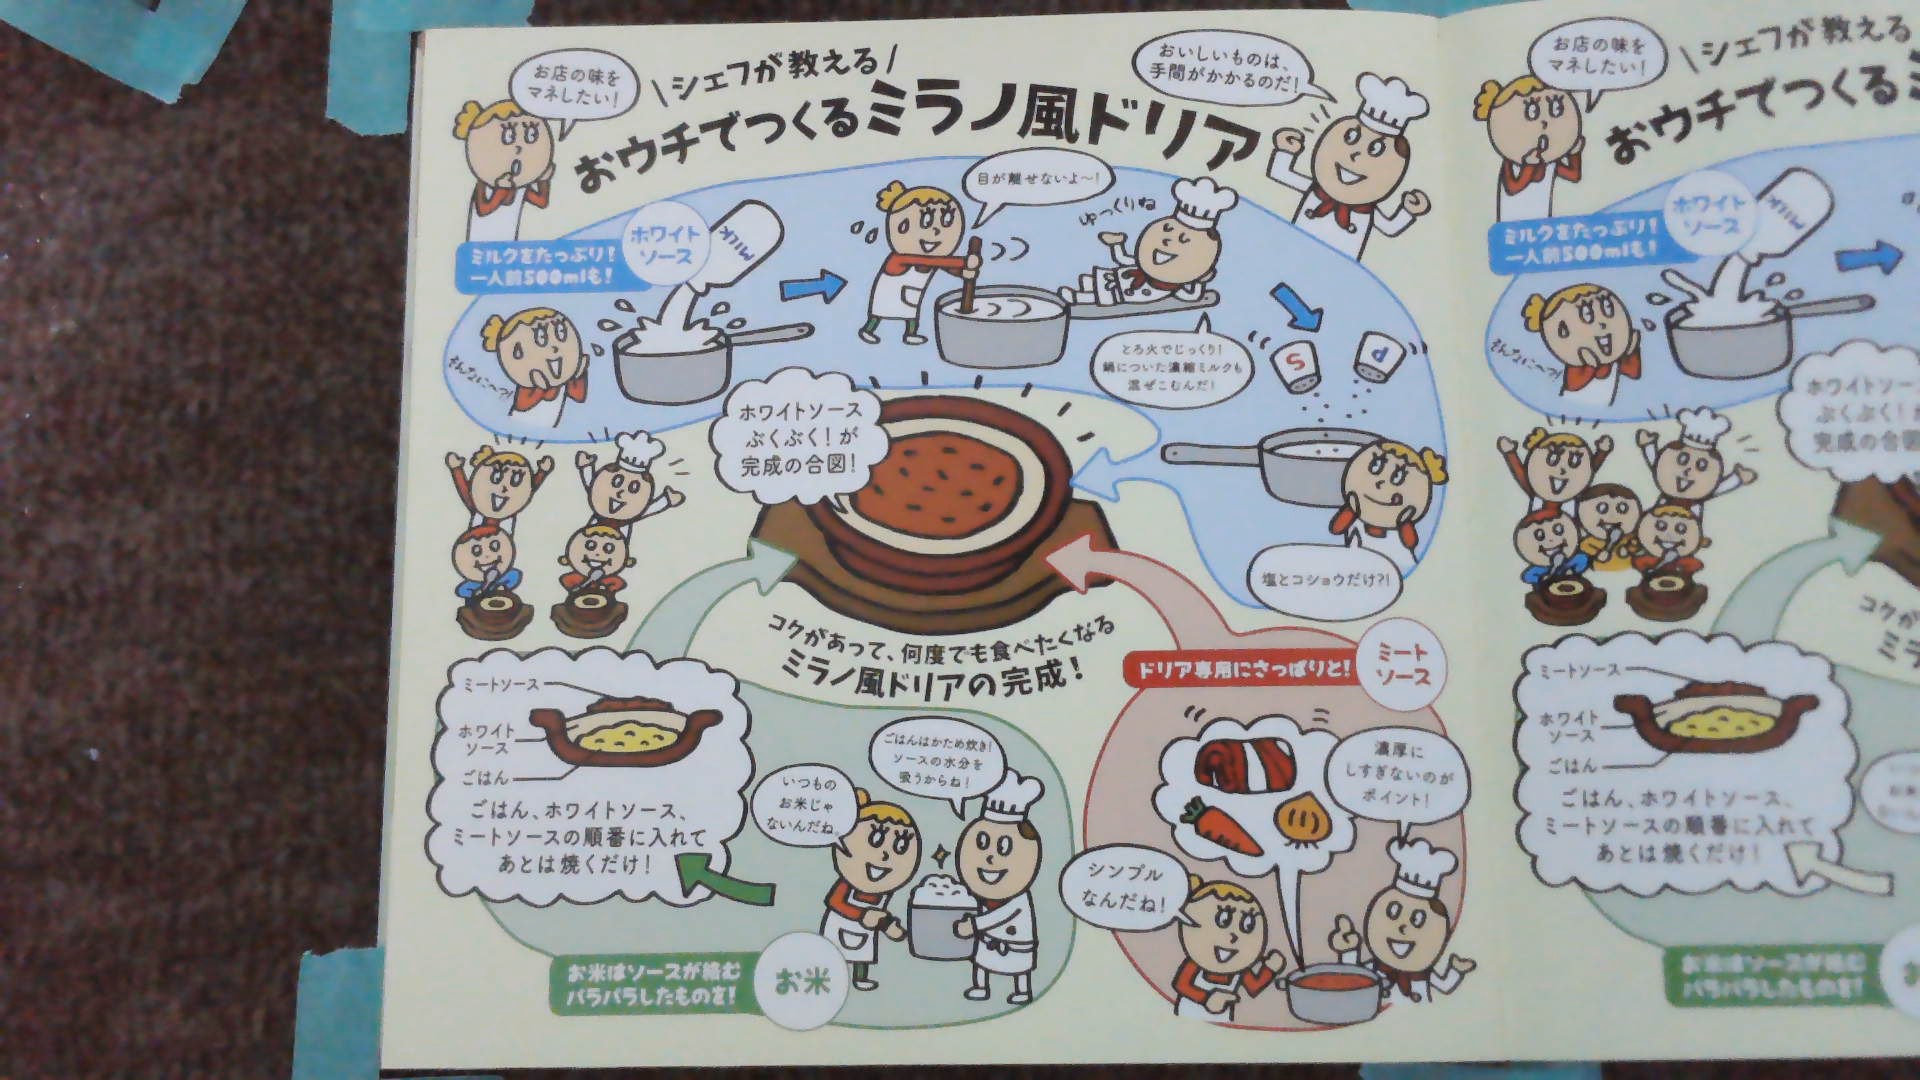 お店の味を
マネしたい!
\シェフが教える/
おウチでつくるミラノ風ドリア
おいしいものは、
手間がかかるのだ!
ミルクをたっぷり!
一人前500mlも!
ホワイト
ソース
MILK
そんなに〜っ!
目が離せないよ〜!
ゆっくりね
とろ火でじっくり!
鍋についた濃縮ミルクも
混ぜこむんだ!
S
P
塩とコショウだけ?!
ホワイトソース
ぶくぶく!が
完成の合図!
コクがあって、何度でも食べたくなる
ミラノ風ドリアの完成!
ミートソース
ホワイト
ソース
ごはん
ごはん、ホワイトソース、
ミートソースの順番に入れて
あとは焼くだけ!
いつもの
お米じゃ
ないんだね。
ごはんはかため炊き!
ソースの水分を
吸うからね!
お米はソースが絡む
パラパラしたものを!
お米
ドリア専用にさっぱりと!
ミート
ソース
濃厚に
しすぎないのが
ポイント!
シンプル
なんだね!
お店の味を
マネしたい!
\シェフが教える
おウチでつくる
ミルクをたっぷり!
一人前500mlも!
ホワイト
ソース
MILK
そんなに〜っ!
ホワイトソー
ぶくぶく!が
完成の合図
コクが
ミラ
ミートソース
ホワイト
ソース
ごはん
ごはん、ホワイトソース、
ミートソースの順番に入れて
あとは焼くだけ!
お米はソースが絡む
パラパラしたものを!